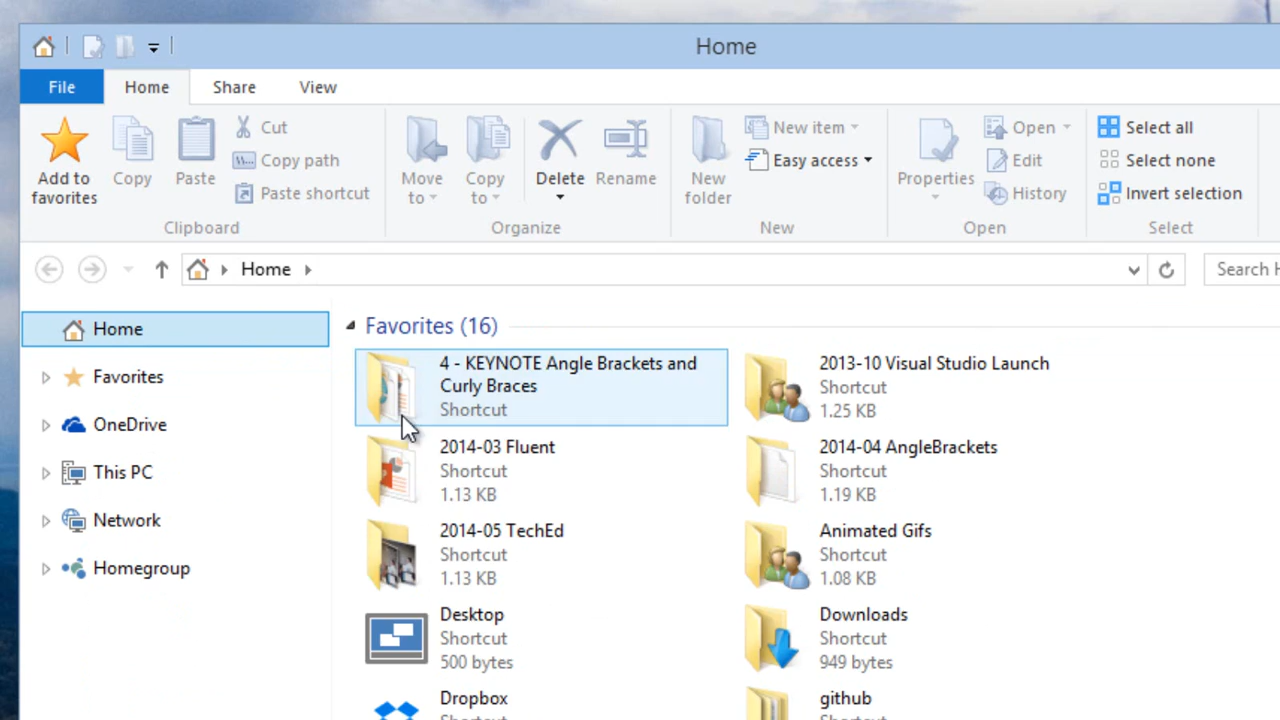 Home
File Home Share View
Add to favorites
Copy
Paste
Cut
Copy path
Paste shortcut
Clipboard
Move to
Copy to
Delete
Rename
Organize
New folder
New item
Easy access
New
Properties
Open
Edit
History
Open
Select all
Select none
Invert selection
Select
Home
Search
Home
Favorites
OneDrive
This PC
Network
Homegroup
Favorites (16)
4 - KEYNOTE Angle Brackets and
Curly Braces
Shortcut
2013-10 Visual Studio Launch
Shortcut
1.25 KB
2014-03 Fluent
Shortcut
1.13 KB
2014-04 AngleBrackets
Shortcut
1.19 KB
2014-05 TechEd
Shortcut
1.13 KB
Animated Gifs
Shortcut
1.08 KB
Desktop
Shortcut
500 bytes
Downloads
Shortcut
949 bytes
Dropbox
github